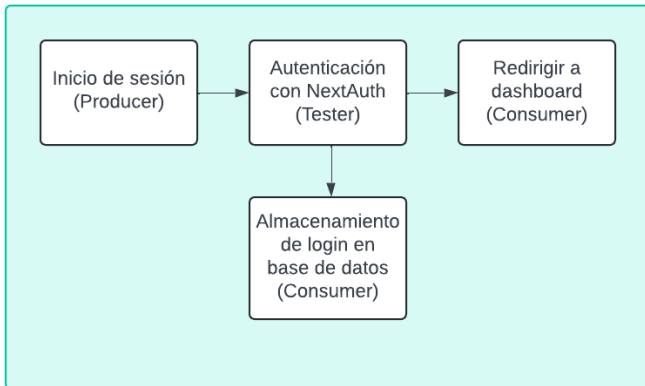 Inicio de sesión
(Producer)
Autenticación
con NextAuth
(Tester)
Redirigir a
dashboard
(Consumer)
Almacenamiento
de login en
base de datos
(Consumer)